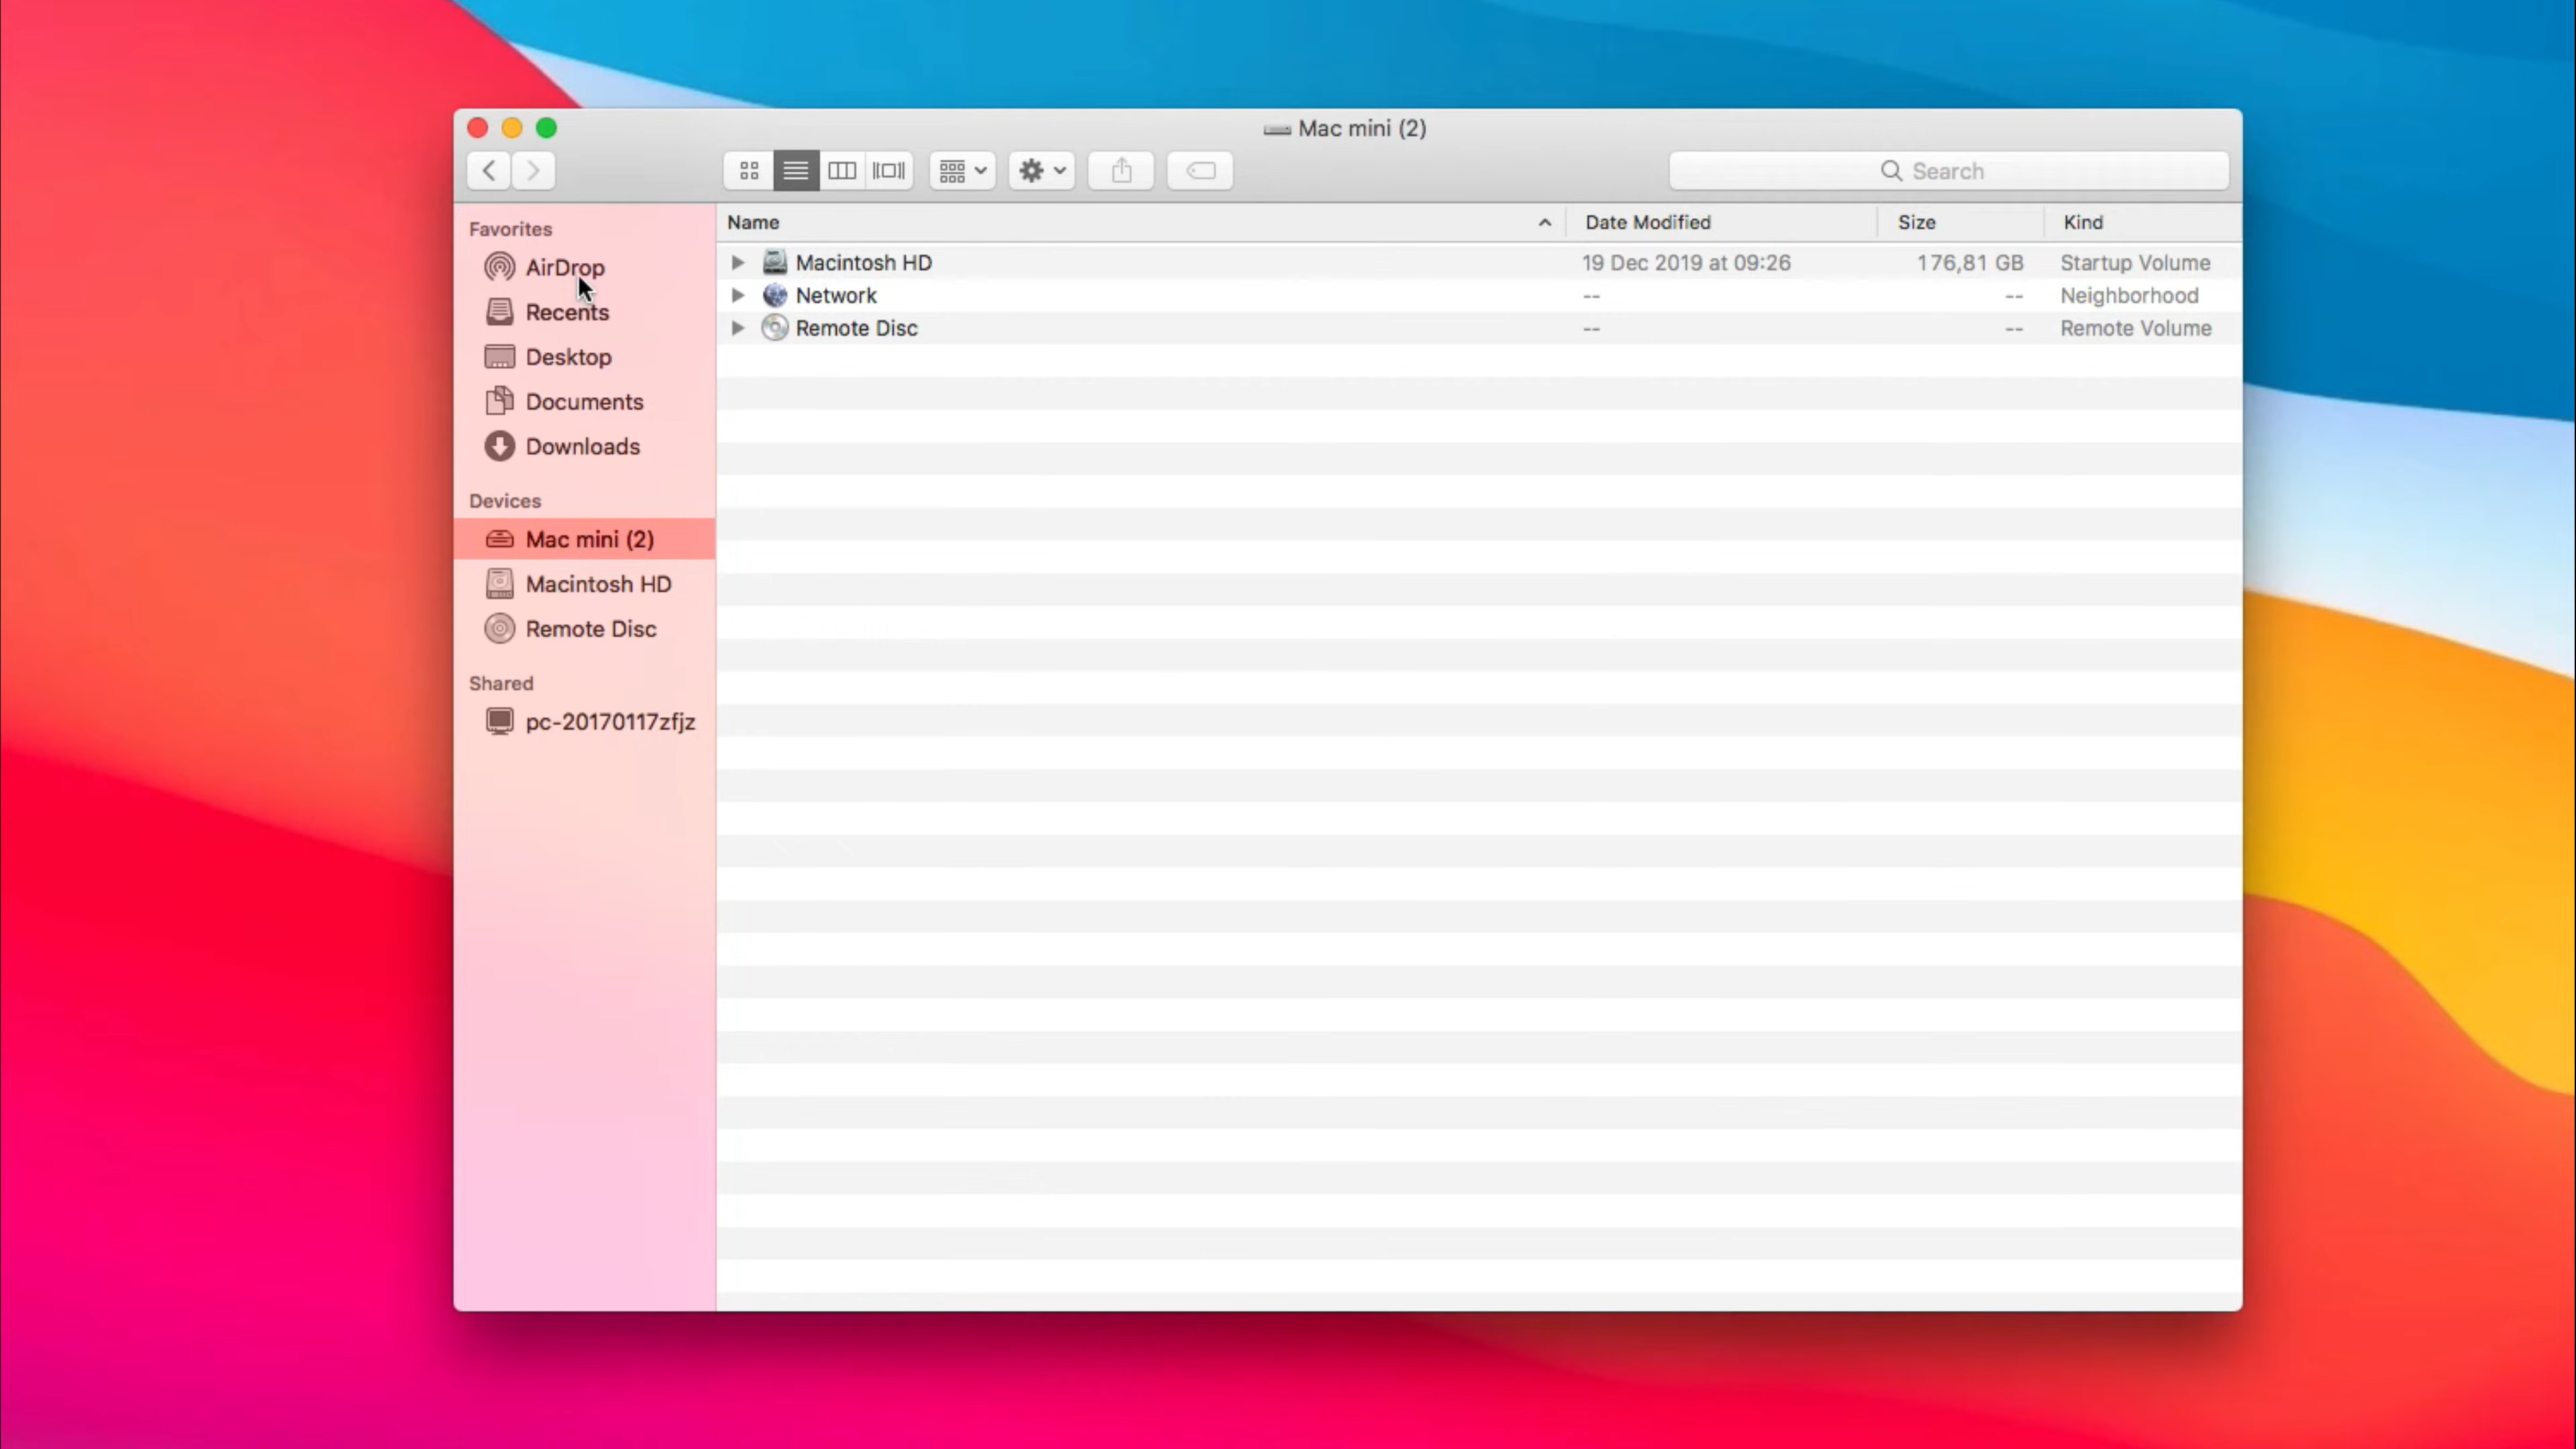 Mac mini (2)
Search
Favorites
AirDrop
Recents
Desktop
Documents
Downloads
Devices
Mac mini (2)
Macintosh HD
Remote Disc
Shared
pc-20170117zfjz
Name Date Modified Size Kind
Macintosh HD 19 Dec 2019 at 09:26 176,81 GB Startup Volume
Network -- -- Neighborhood
Remote Disc -- -- Remote Volume